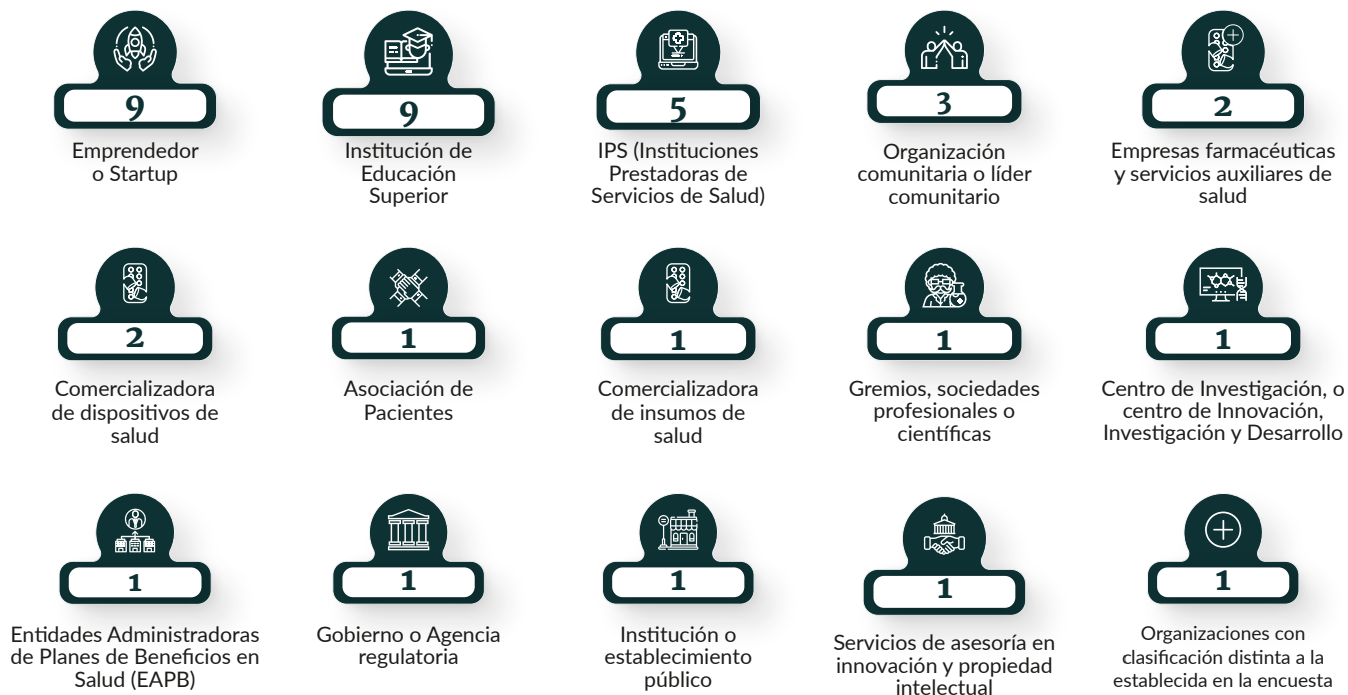 9
Emprendedor
o Startup
9
Institución de
Educación
Superior
5
IPS (Instituciones
Prestadoras de
Servicios de Salud)
3
Organización
comunitaria o líder
comunitario
2
Empresas farmacéuticas
y servicios auxiliares de
salud
2
Comercializadora
de dispositivos de
salud
1
Asociación de
Pacientes
1
Comercializadora
de insumos de
salud
1
Gremios, sociedades
profesionales o
científicas
1
Centro de Investigación, o
centro de Innovación,
Investigación y Desarrollo
1
Entidades Administradoras
de Planes de Beneficios en
Salud (EAPB)
1
Gobierno o Agencia
regulatoria
1
Institución o
establecimiento
público
1
Servicios de asesoría en
innovación y propiedad
intelectual
1
Organizaciones con
clasificación distinta a la
establecida en la encuesta